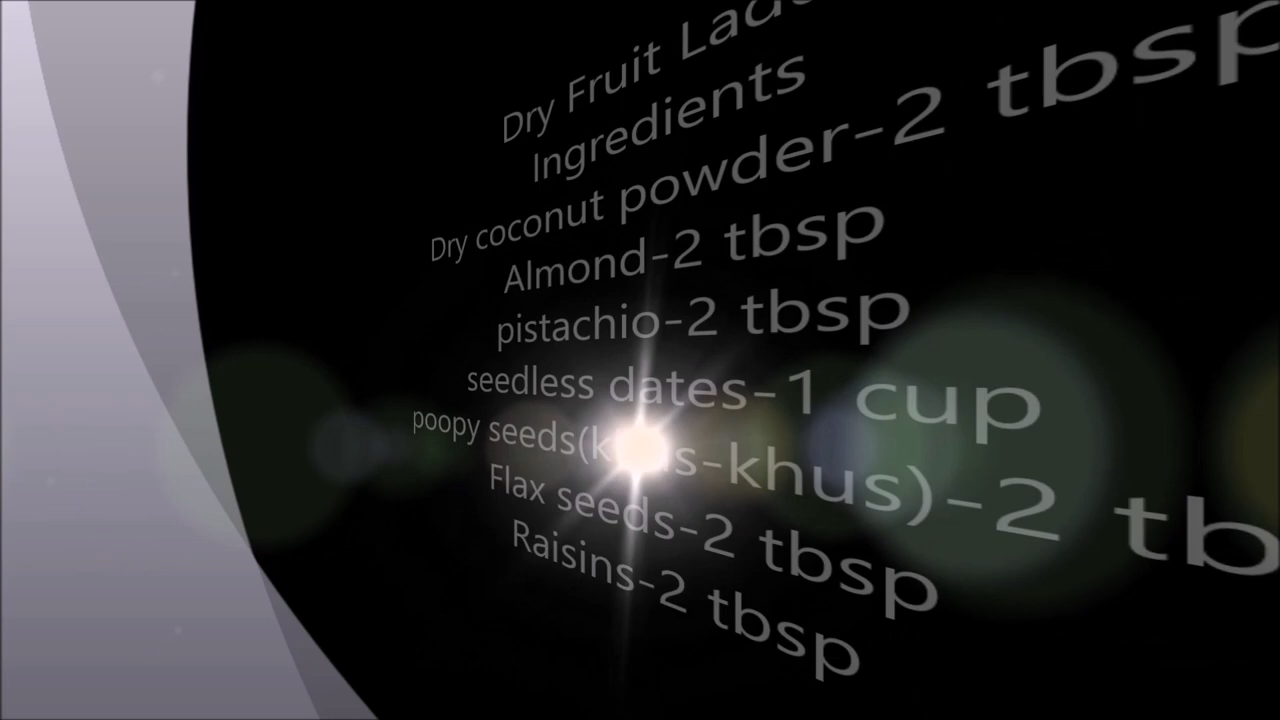 Dry Fruit
Ingredients
Dry coconut powder-2 tbsp
Almond-2 tbsp
pistachio-2 tbsp
seedless dates-1 cup
poopy seeds(khus-khus)-2
Flax seeds-2 tbsp
Raisins-2 tbsp